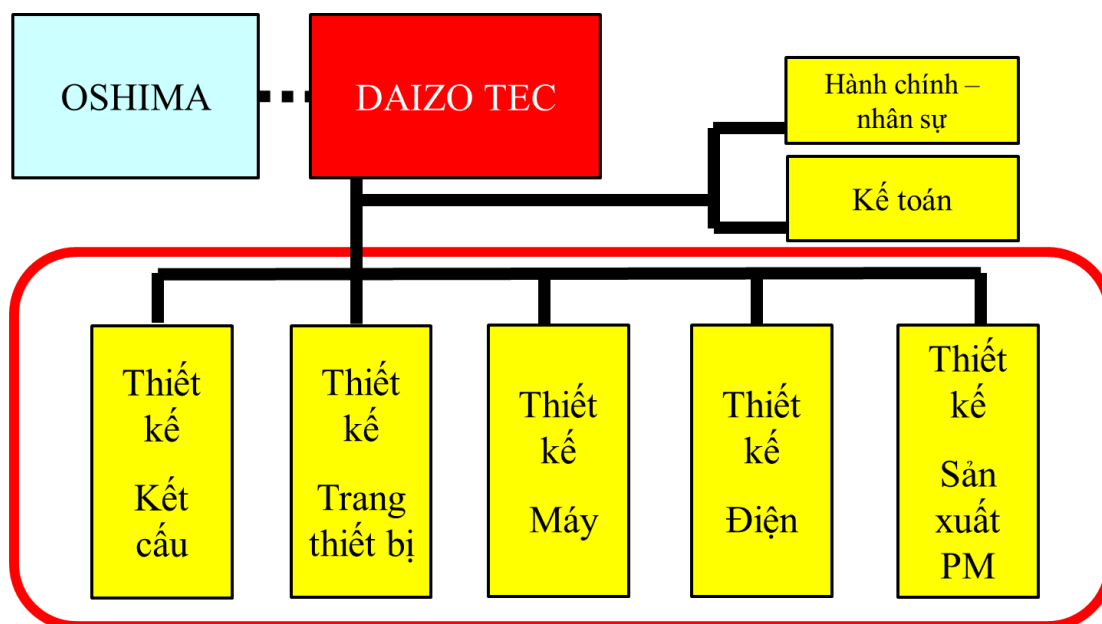 OSHIMA
DAIZO TEC
Hành chính –
nhân sự
Kế toán
Thiết
kế
Kết
cấu
Thiết
kế
Trang
thiết bị
Thiết
kế
Máy
Thiết
kế
Điện
Thiết
kế
Sản
xuất
PM